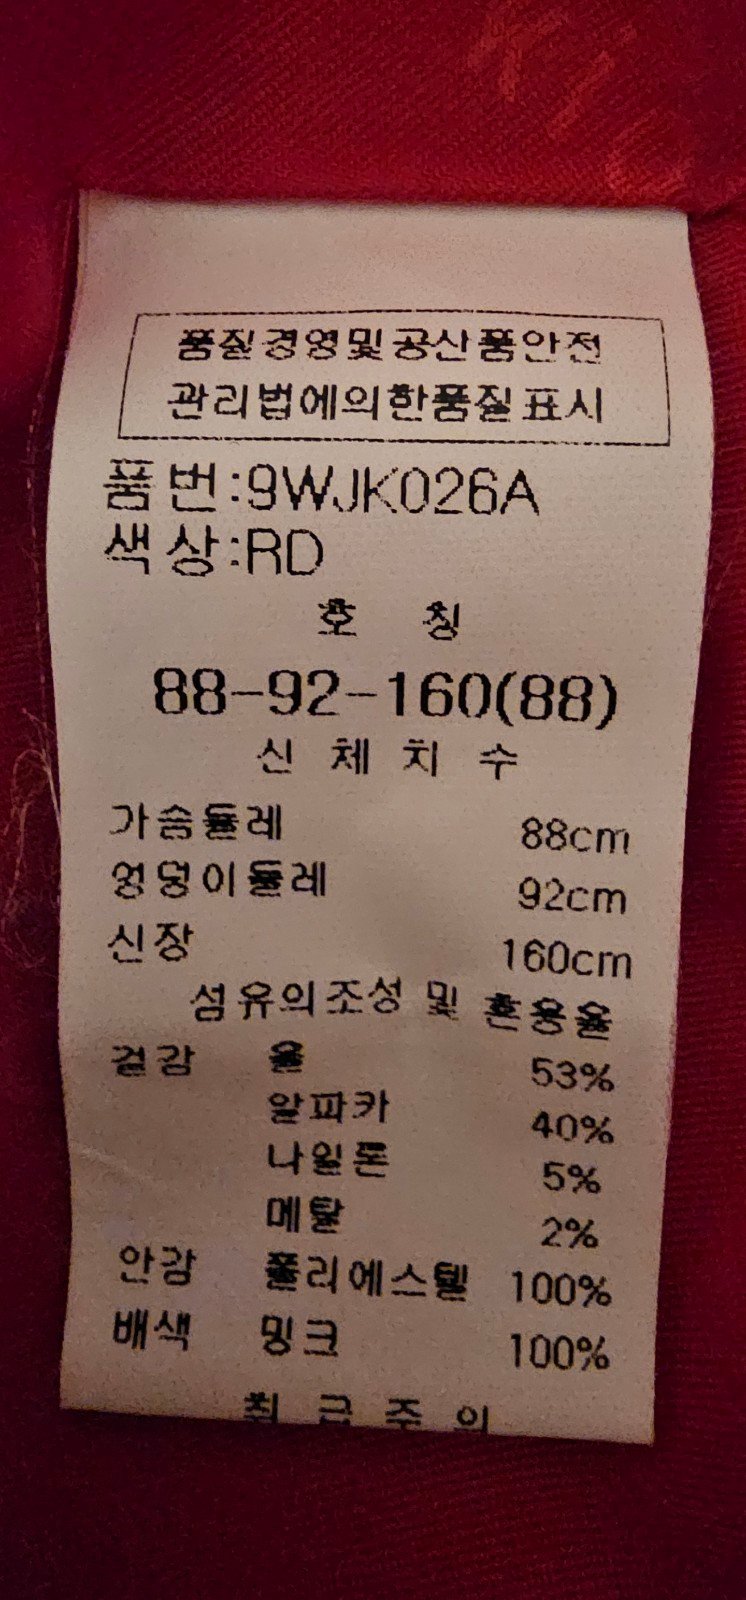 품질경영및공산품안전
관리법에의한품질표시
품번:9WJK026A
색상:RD
호 칭
88-92-160(88)
신 체 치 수
가슴둘레 88cm
엉덩이둘레 92cm
신장 160cm
섬유의조성 및 혼용율
겉감 울 53%
알파카 40%
나일론 5%
메탈 2%
안감 폴리에스텔 100%
배색 밍크 100%
취 급 주 의